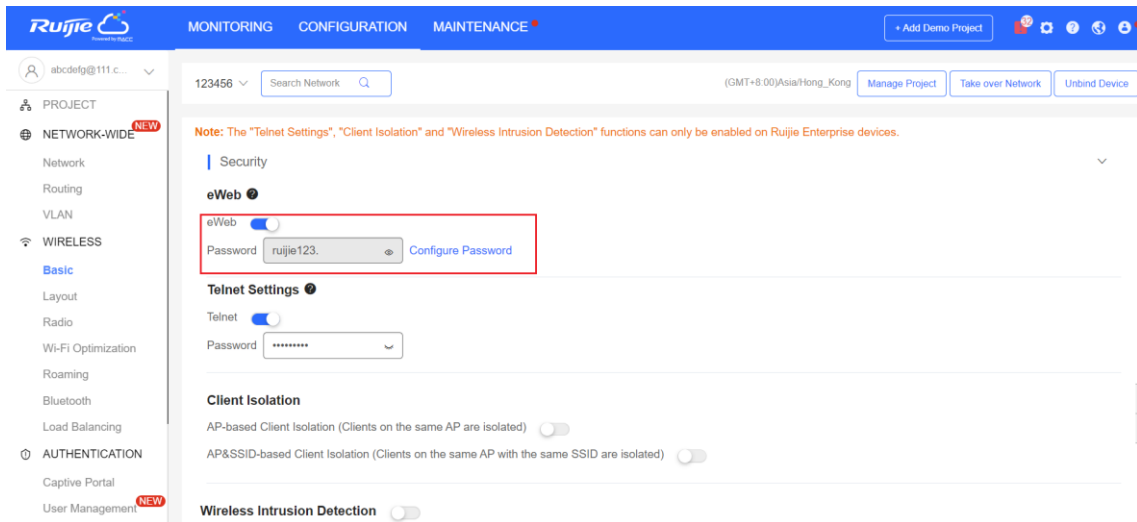 Ruijie
Powered by MACC
MONITORING CONFIGURATION MAINTENANCE
+ Add Demo Project
32
abcdefg@111.c...
123456
Search Network
(GMT+8:00)Asia/Hong_Kong
Manage Project
Take over Network
Unbind Device
PROJECT
NETWORK-WIDE NEW
Network
Routing
VLAN
WIRELESS
Basic
Layout
Radio
Wi-Fi Optimization
Roaming
Bluetooth
Load Balancing
AUTHENTICATION
Captive Portal
User Management NEW
Note: The "Telnet Settings", "Client Isolation" and "Wireless Intrusion Detection" functions can only be enabled on Ruijie Enterprise devices.
Security
eWeb ?
eWeb
Password ruijie123. Configure Password
Telnet Settings ?
Telnet
Password •••••••••
Client Isolation
AP-based Client Isolation (Clients on the same AP are isolated)
AP&SSID-based Client Isolation (Clients on the same AP with the same SSID are isolated)
Wireless Intrusion Detection